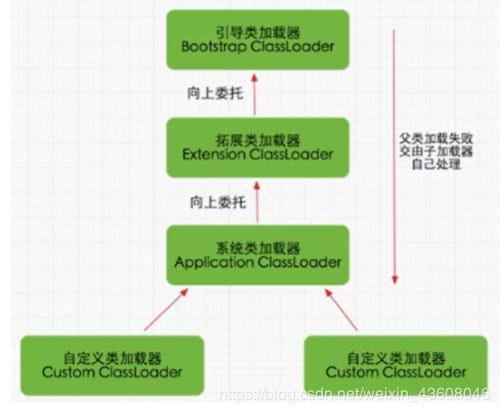 引导类加载器
Bootstrap ClassLoader
向上委托
拓展类加载器
Extension ClassLoader
父类加载失败
交由子加载器
自己处理
向上委托
系统类加载器
Application ClassLoader
自定义类加载器
Custom ClassLoader
自定义类加载器
Custom ClassLoader
https://blog.csdn.net/weixin_43608046